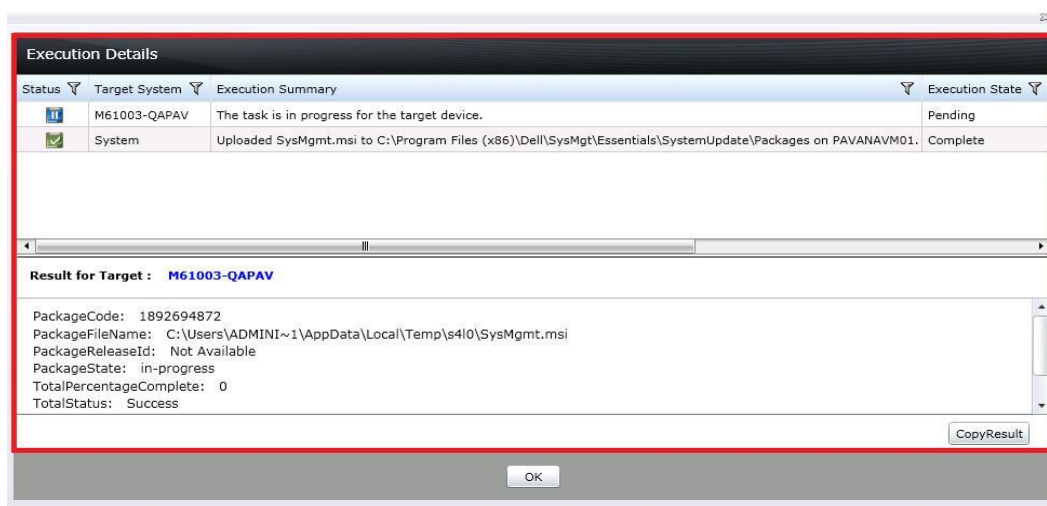 Execution Details
Status Target System Execution Summary Execution State
M61003-QAPAV The task is in progress for the target device. Pending
System Uploaded SysMgmt.msi to C:\Program Files (x86)\Dell\SysMgt\Essentials\SystemUpdate\Packages on PAVANAVM01. Complete
Result for Target : M61003-QAPAV
PackageCode: 1892694872
PackageFileName: C:\Users\ADMINI~1\AppData\Local\Temp\s4l0\SysMgmt.msi
PackageReleaseId: Not Available
PackageState: in-progress
TotalPercentageComplete: 0
TotalStatus: Success
CopyResult
OK